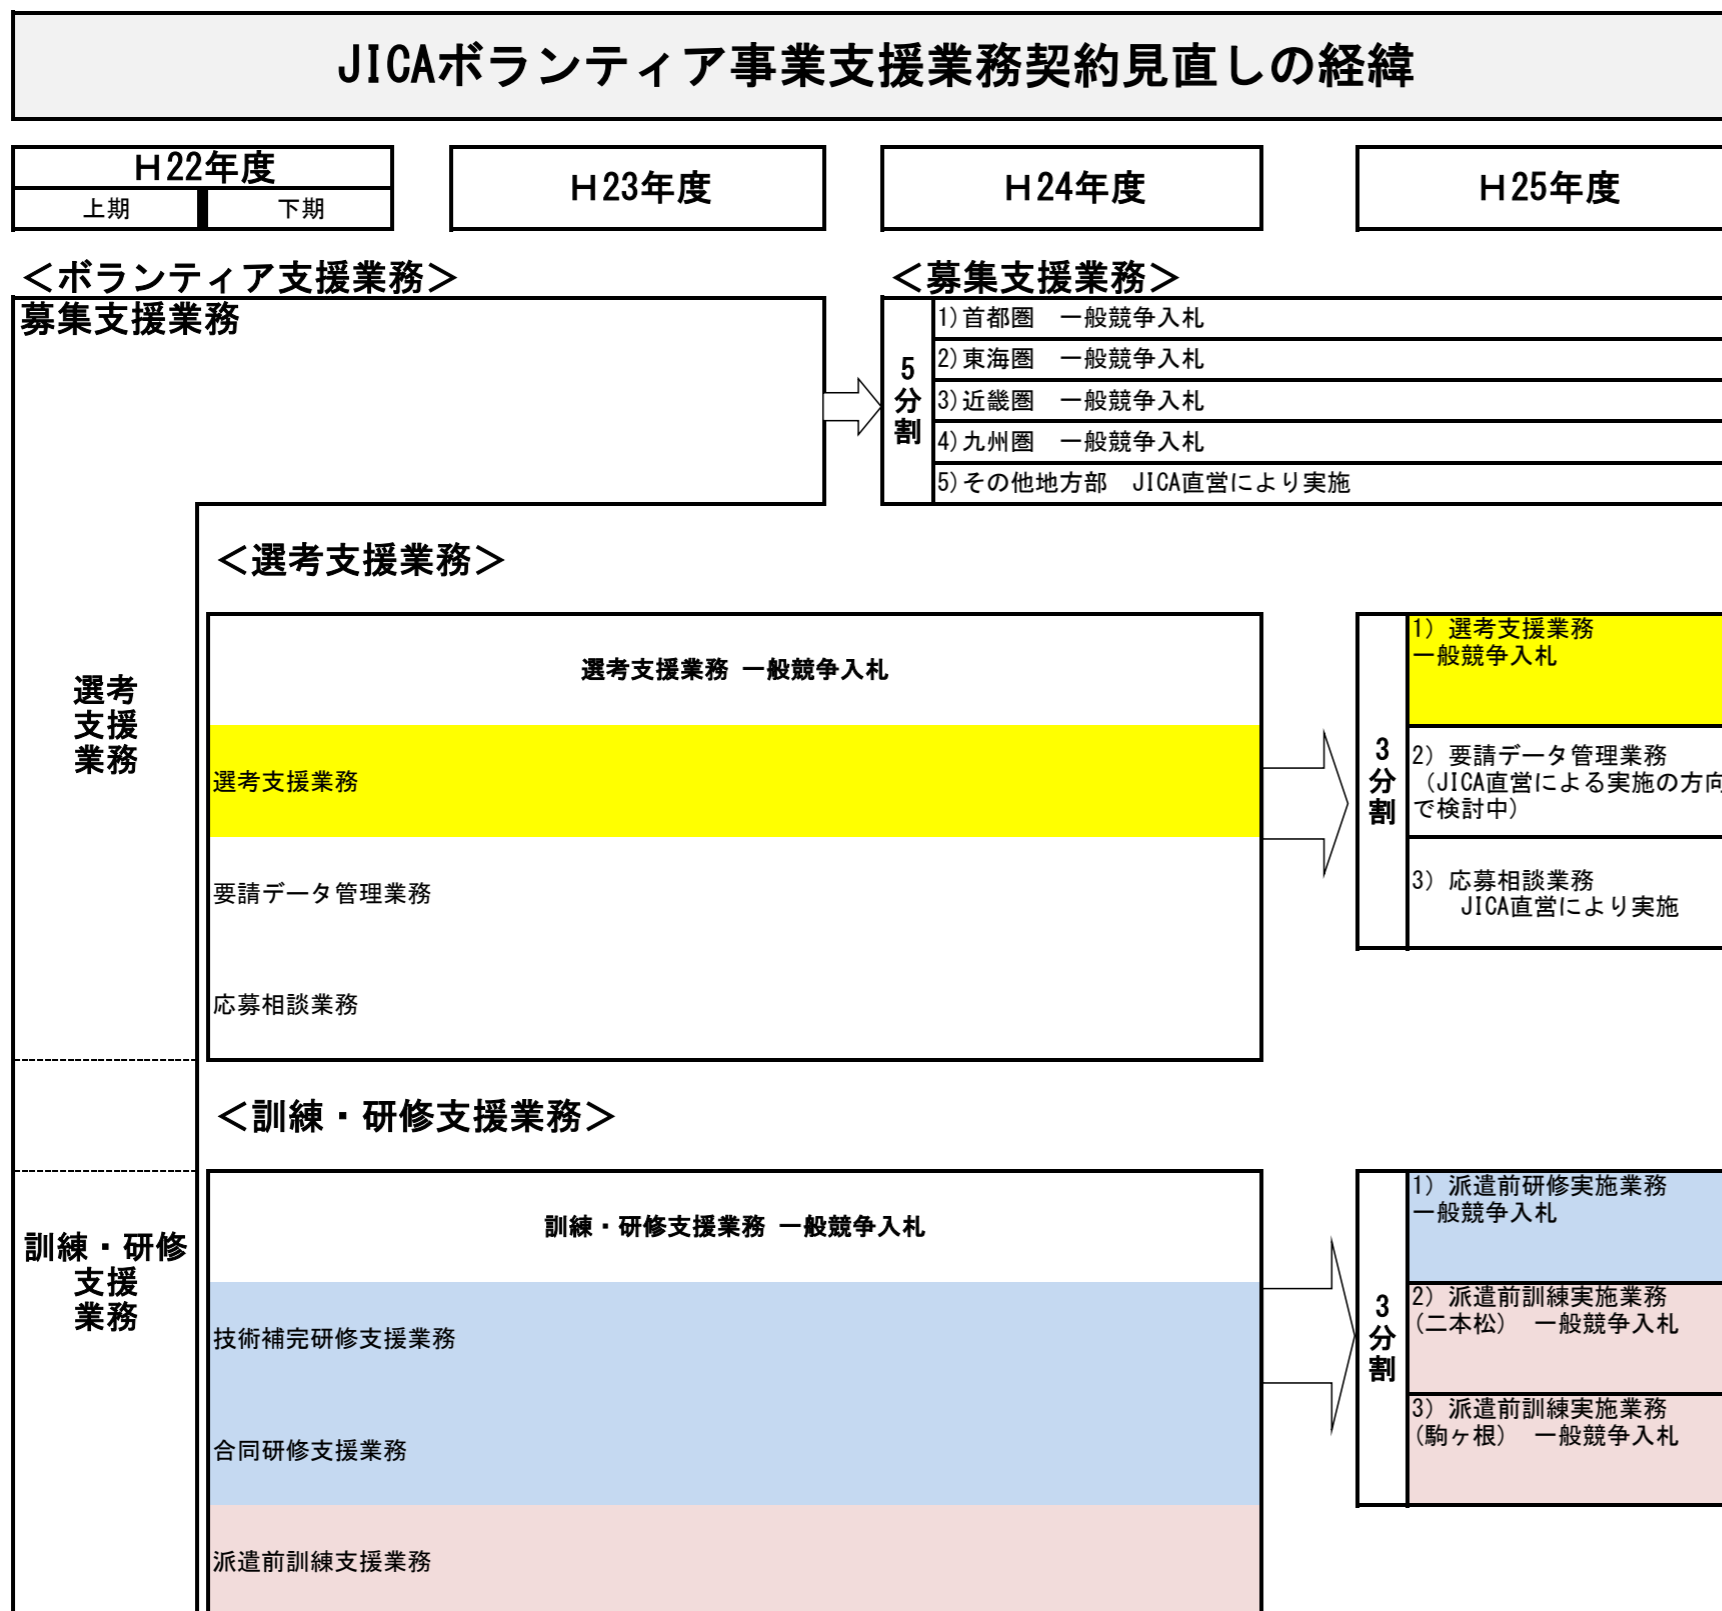 JICAボランティア事業支援業務契約見直しの経緯
H22年度
上期
下期
H23年度
H24年度
H25年度
＜ボランティア支援業務＞
募集支援業務
＜募集支援業務＞
5分割
1)首都圏　一般競争入札
2)東海圏　一般競争入札
3)近畿圏　一般競争入札
4)九州圏　一般競争入札
5)その他地方部　JICA直営により実施
選考
支援
業務
＜選考支援業務＞
選考支援業務 一般競争入札
選考支援業務
要請データ管理業務
応募相談業務
3分割
1) 選考支援業務
一般競争入札
2) 要請データ管理業務
（JICA直営による実施の方向
で検討中）
3) 応募相談業務
JICA直営により実施
訓練・研修
支援
業務
＜訓練・研修支援業務＞
訓練・研修支援業務 一般競争入札
技術補完研修支援業務
合同研修支援業務
派遣前訓練支援業務
3分割
1) 派遣前研修実施業務
一般競争入札
2) 派遣前訓練実施業務
(二本松)　一般競争入札
3) 派遣前訓練実施業務
(駒ヶ根)　一般競争入札